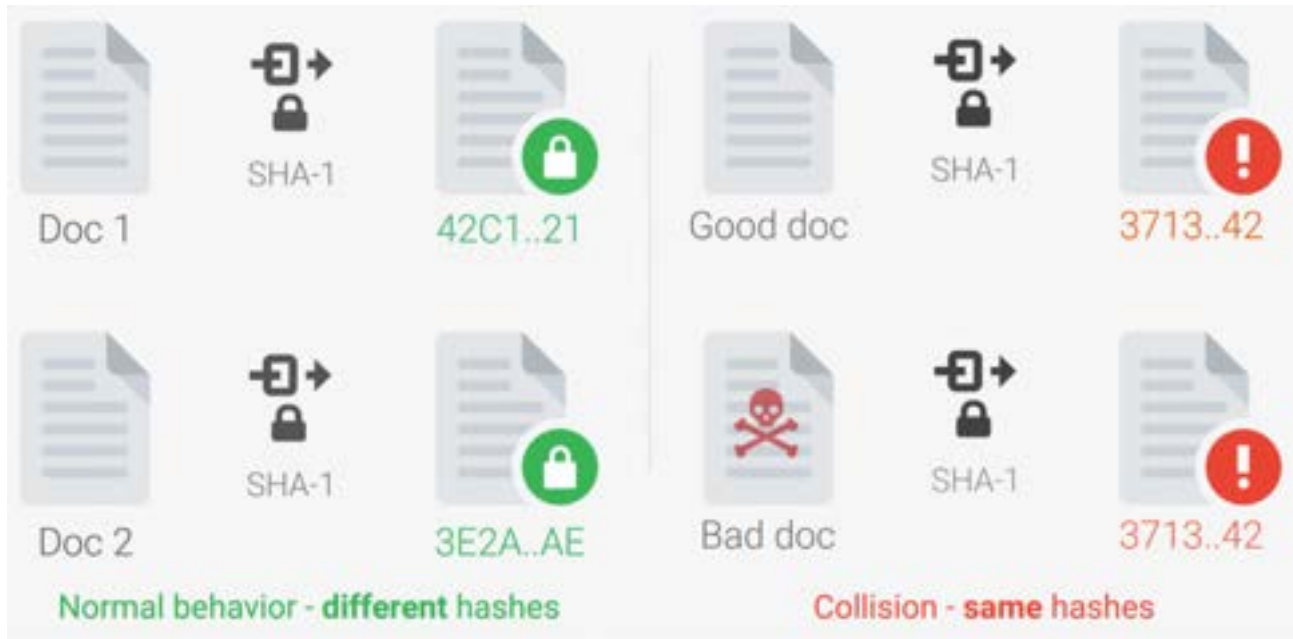 SHA-1
Doc 1
42C1..21
SHA-1
Doc 2
3E2A..AE
Normal behavior - different hashes
SHA-1
Good doc
3713..42
SHA-1
Bad doc
3713..42
Collision - same hashes